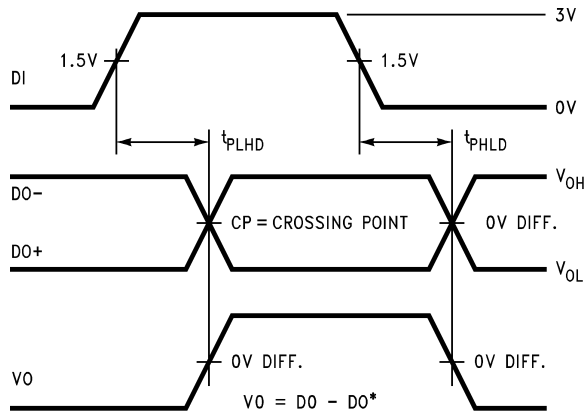 3V
1.5V
1.5V
DI
0V
tPLHD
tPHLD
DO-
VOH
CP = CROSSING POINT
0V DIFF.
DO+
VOL
0V DIFF.
0V DIFF.
VO
VO = DO - DO*